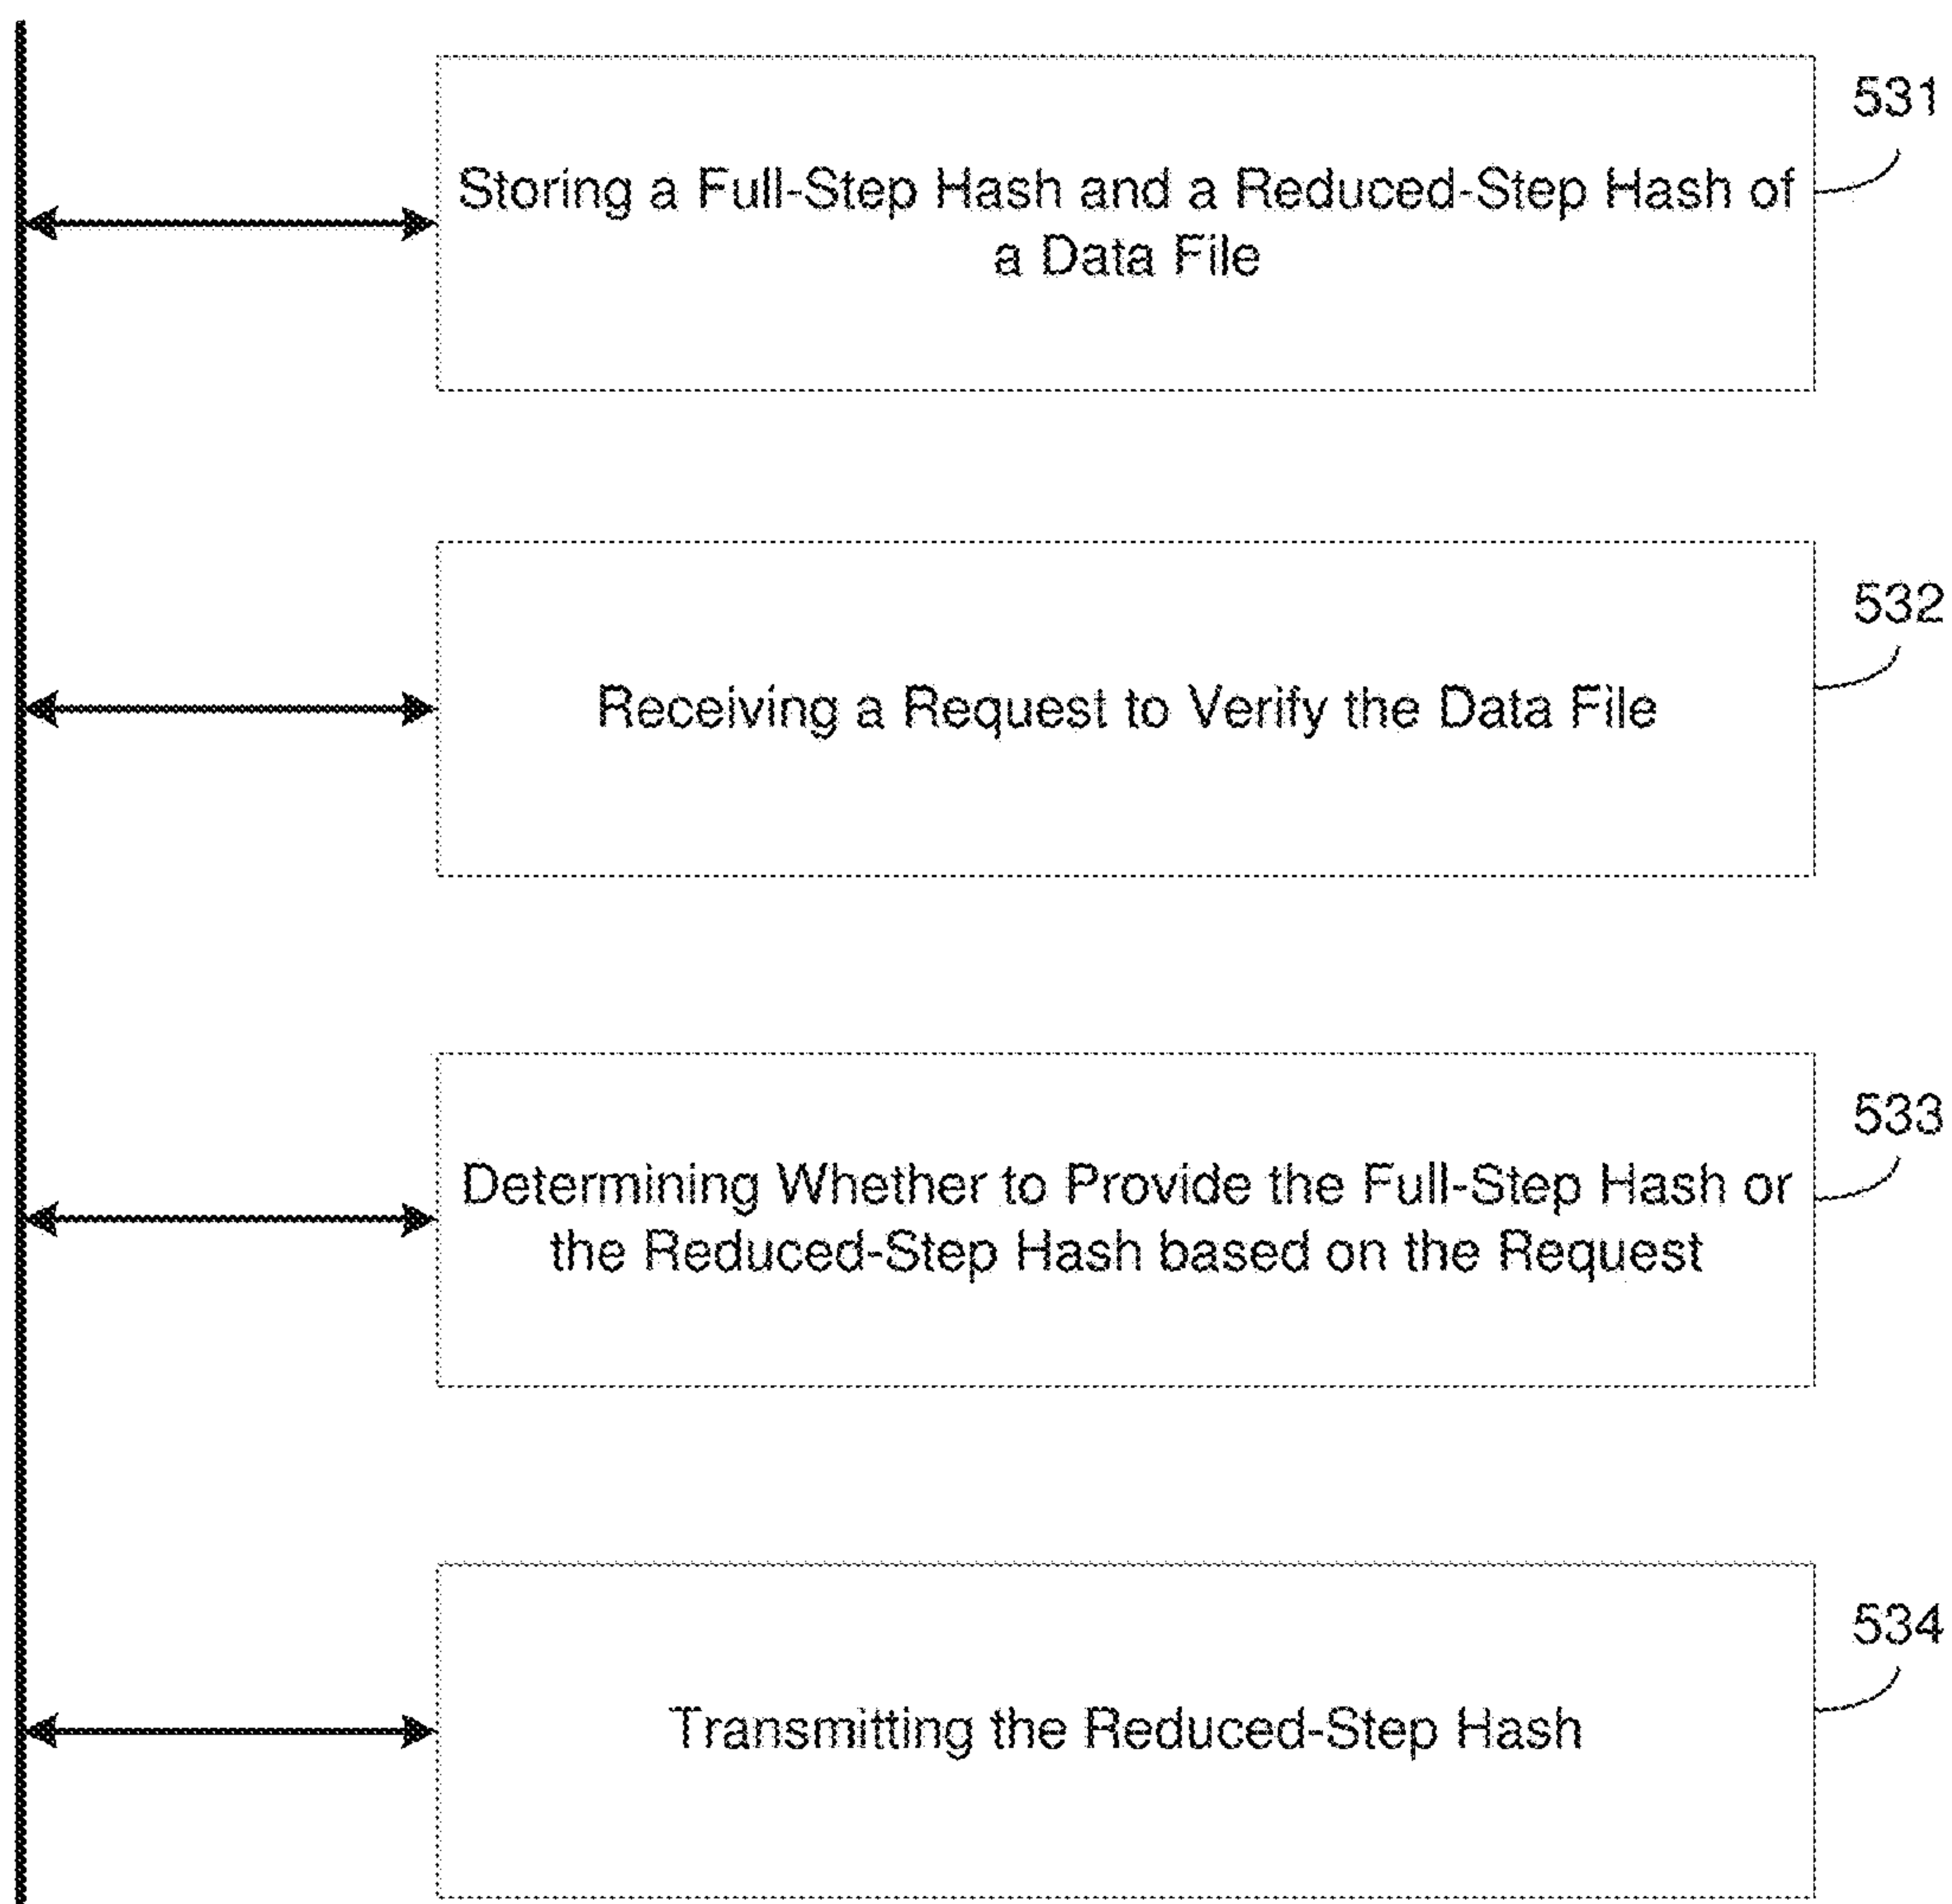 531
Storing a Full-Step Hash and a Reduced-Step Hash of
a Data File
532
Receiving a Request to Verify the Data File
533
Determining Whether to Provide the Full-Step Hash or
the Reduced-Step Hash based on the Request
534
Transmitting the Reduced-Step Hash